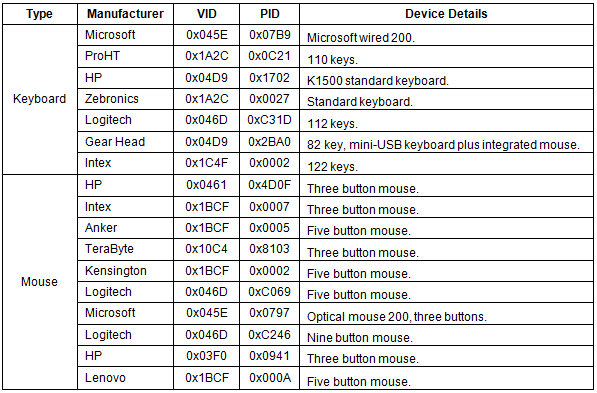 Type Manufacturer VID PID Device Details
Keyboard
Microsoft 0x045E 0x07B9 Microsoft wired 200.
ProHT 0x1A2C 0x0C21 110 keys.
HP 0x04D9 0x1702 K1500 standard keyboard.
Zebronics 0x1A2C 0x0027 Standard keyboard.
Logitech 0x046D 0xC31D 112 keys.
Gear Head 0x04D9 0x2BA0 82 key, mini-USB keyboard plus integrated mouse.
Intex 0x1C4F 0x0002 122 keys.
Mouse
HP 0x0461 0x4D0F Three button mouse.
Intex 0x1BCF 0x0007 Three button mouse.
Anker 0x1BCF 0x0005 Five button mouse.
TeraByte 0x10C4 0x8103 Three button mouse.
Kensington 0x1BCF 0x0002 Five button mouse.
Logitech 0x046D 0xC069 Five button mouse.
Microsoft 0x045E 0x0797 Optical mouse 200, three buttons.
Logitech 0x046D 0xC246 Nine button mouse.
HP 0x03F0 0x0941 Three button mouse.
Lenovo 0x1BCF 0x000A Five button mouse.